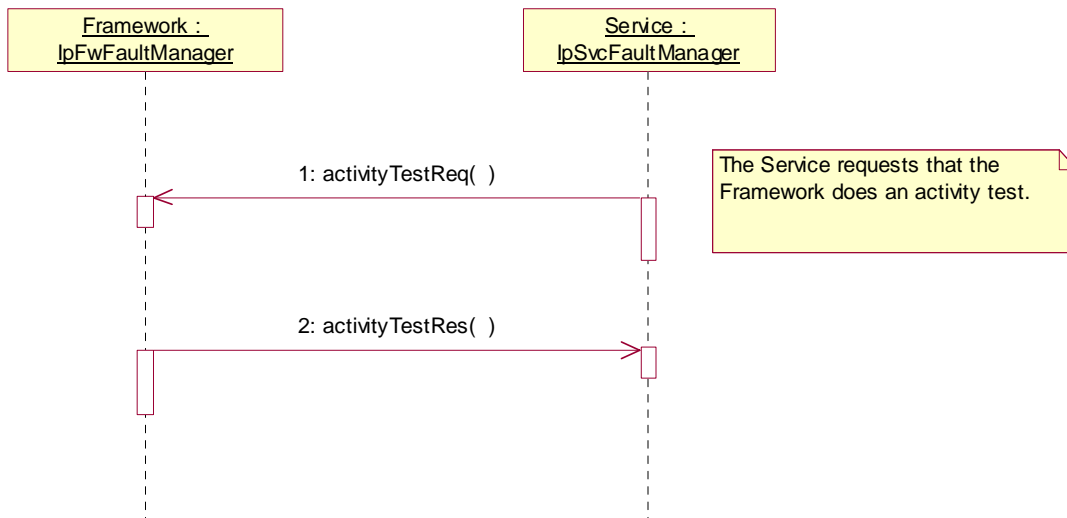 Framework :
IpFwFaultManager
Service :
IpSvcFaultManager
1: activityTestReq( )
The Service requests that the
Framework does an activity test.
2: activityTestRes( )